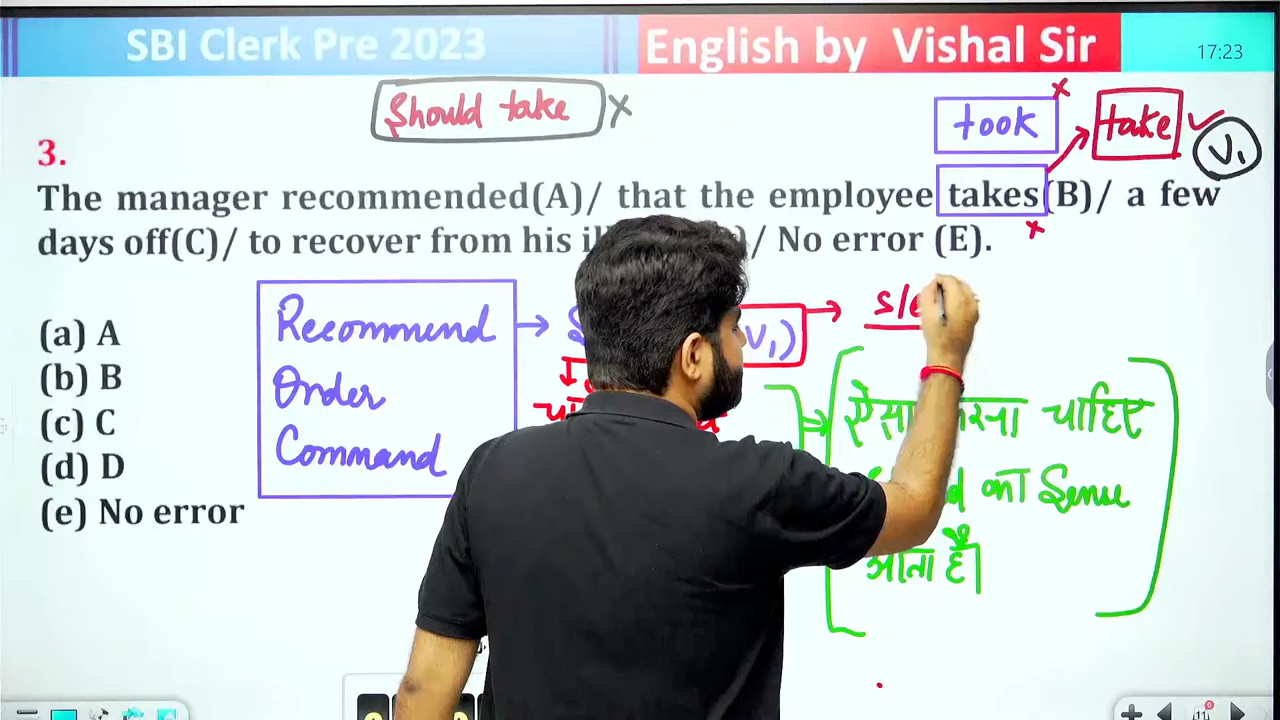 SBI Clerk Pre 2023
English by Vishal Sir
17:23
Should take x
took x
take ✓
V₁
3.
The manager recommended(A)/ that the employee takes(B)/ a few
days off(C)/ to recover from his )/ No error (E).
x
(a) A
(b) B
(c) C
(d) D
(e) No error
Recommend
Order
Command
V₁)
चाहिए
का Sense
आता है।
11
0